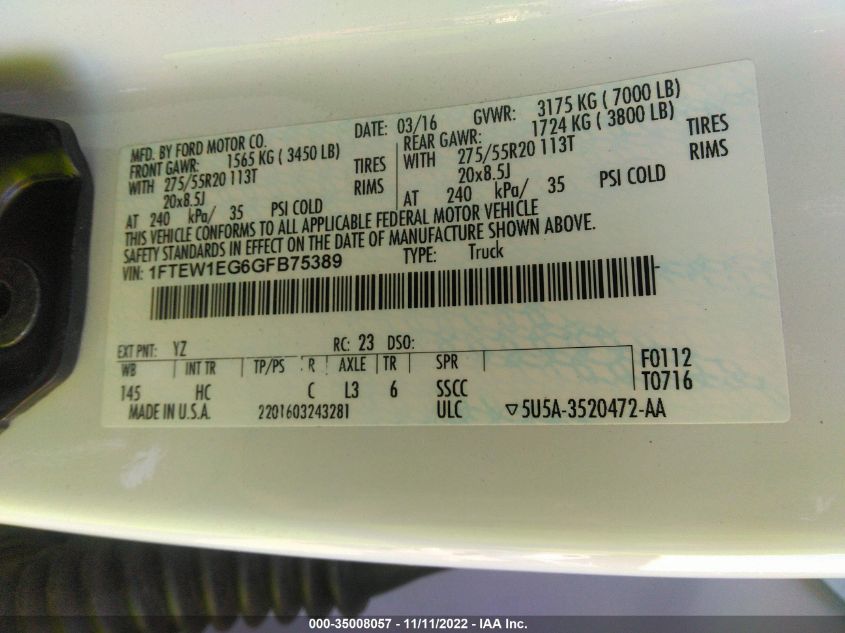 MFD. BY FORD MOTOR CO.
DATE: 03/16 GVWR: 3175 KG ( 7000 LB)
FRONT GAWR: 1565 KG ( 3450 LB)
WITH 275/55R20 113T TIRES
20x8.5J RIMS
AT 240 kPa/ 35 PSI COLD
REAR GAWR: 1724 KG ( 3800 LB)
WITH 275/55R20 113T TIRES
20x8.5J RIMS
AT 240 kPa/ 35 PSI COLD
THIS VEHICLE CONFORMS TO ALL APPLICABLE FEDERAL MOTOR VEHICLE
SAFETY STANDARDS IN EFFECT ON THE DATE OF MANUFACTURE SHOWN ABOVE.
VIN: 1FTEW1EG6GFB75389 TYPE: Truck
EXT PNT: YZ RC: 23 DSO:
WB INT TR TP/PS R AXLE TR SPR F0112
145 HC C L3 6 SSCC T0716
MADE IN U.S.A. 2201603243281 ULC ▽5U5A-3520472-AA
000-35008057 - 11/11/2022 - IAA Inc.